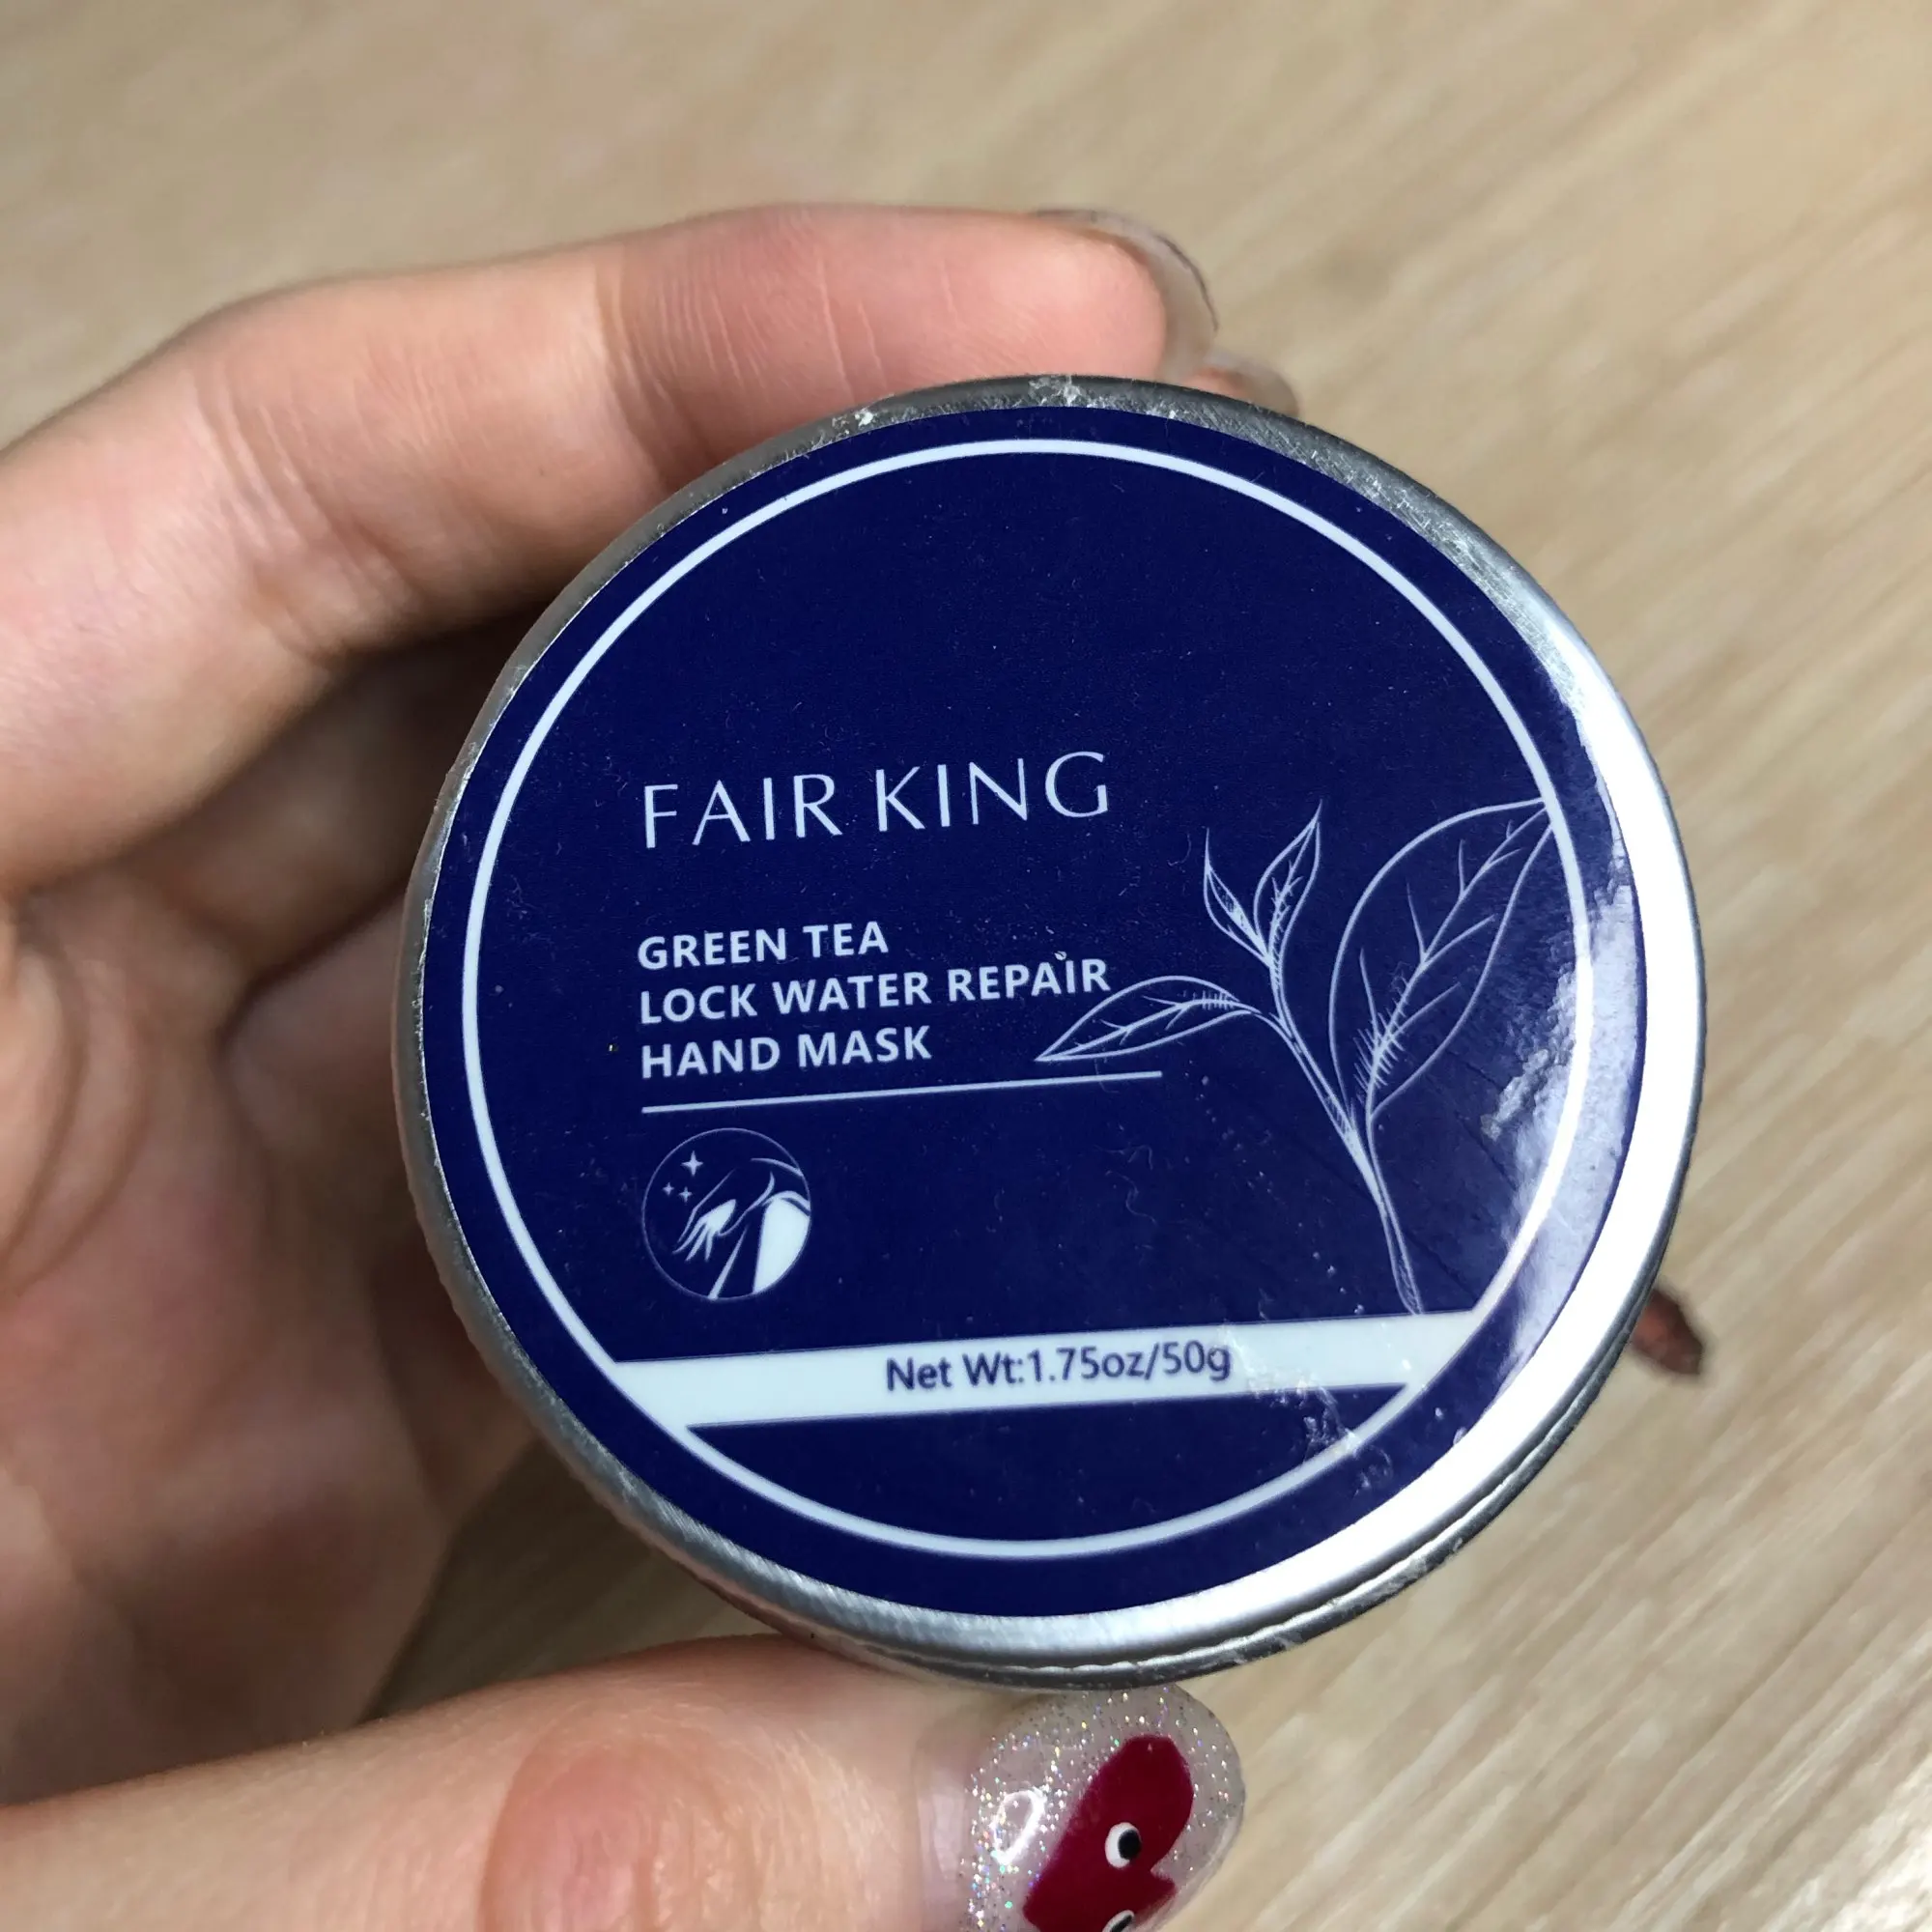 FAIR KING
GREEN TEA
LOCK WATER REPAIR
HAND MASK
Net Wt:1.75oz/50g